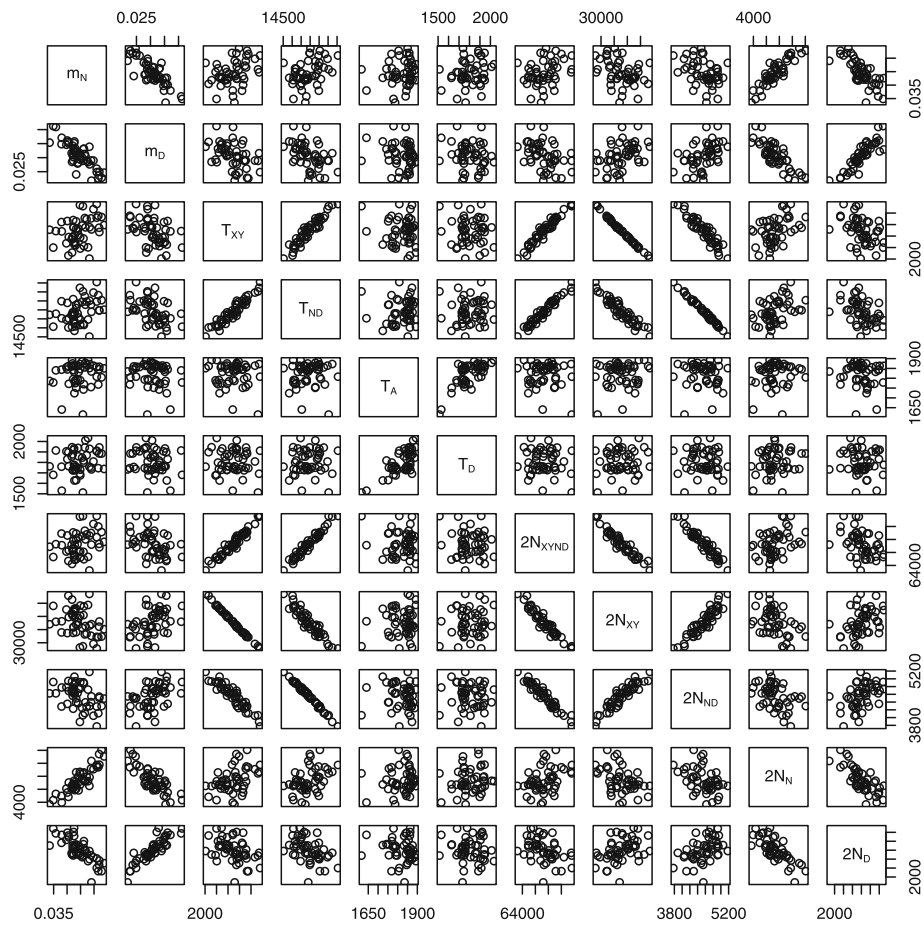 0.025 14500 1500 2000 30000 4000
m_N 0.035
0.025 m_D
T_XY 2000
14500 T_ND
T_A 1650 1900
1500 2000 T_D
2N_XYND 64000
30000 2N_XY
2N_ND 3800 5200
4000 2N_N
2N_D 2000
0.035 2000 1650 1900 64000 3800 5200 2000